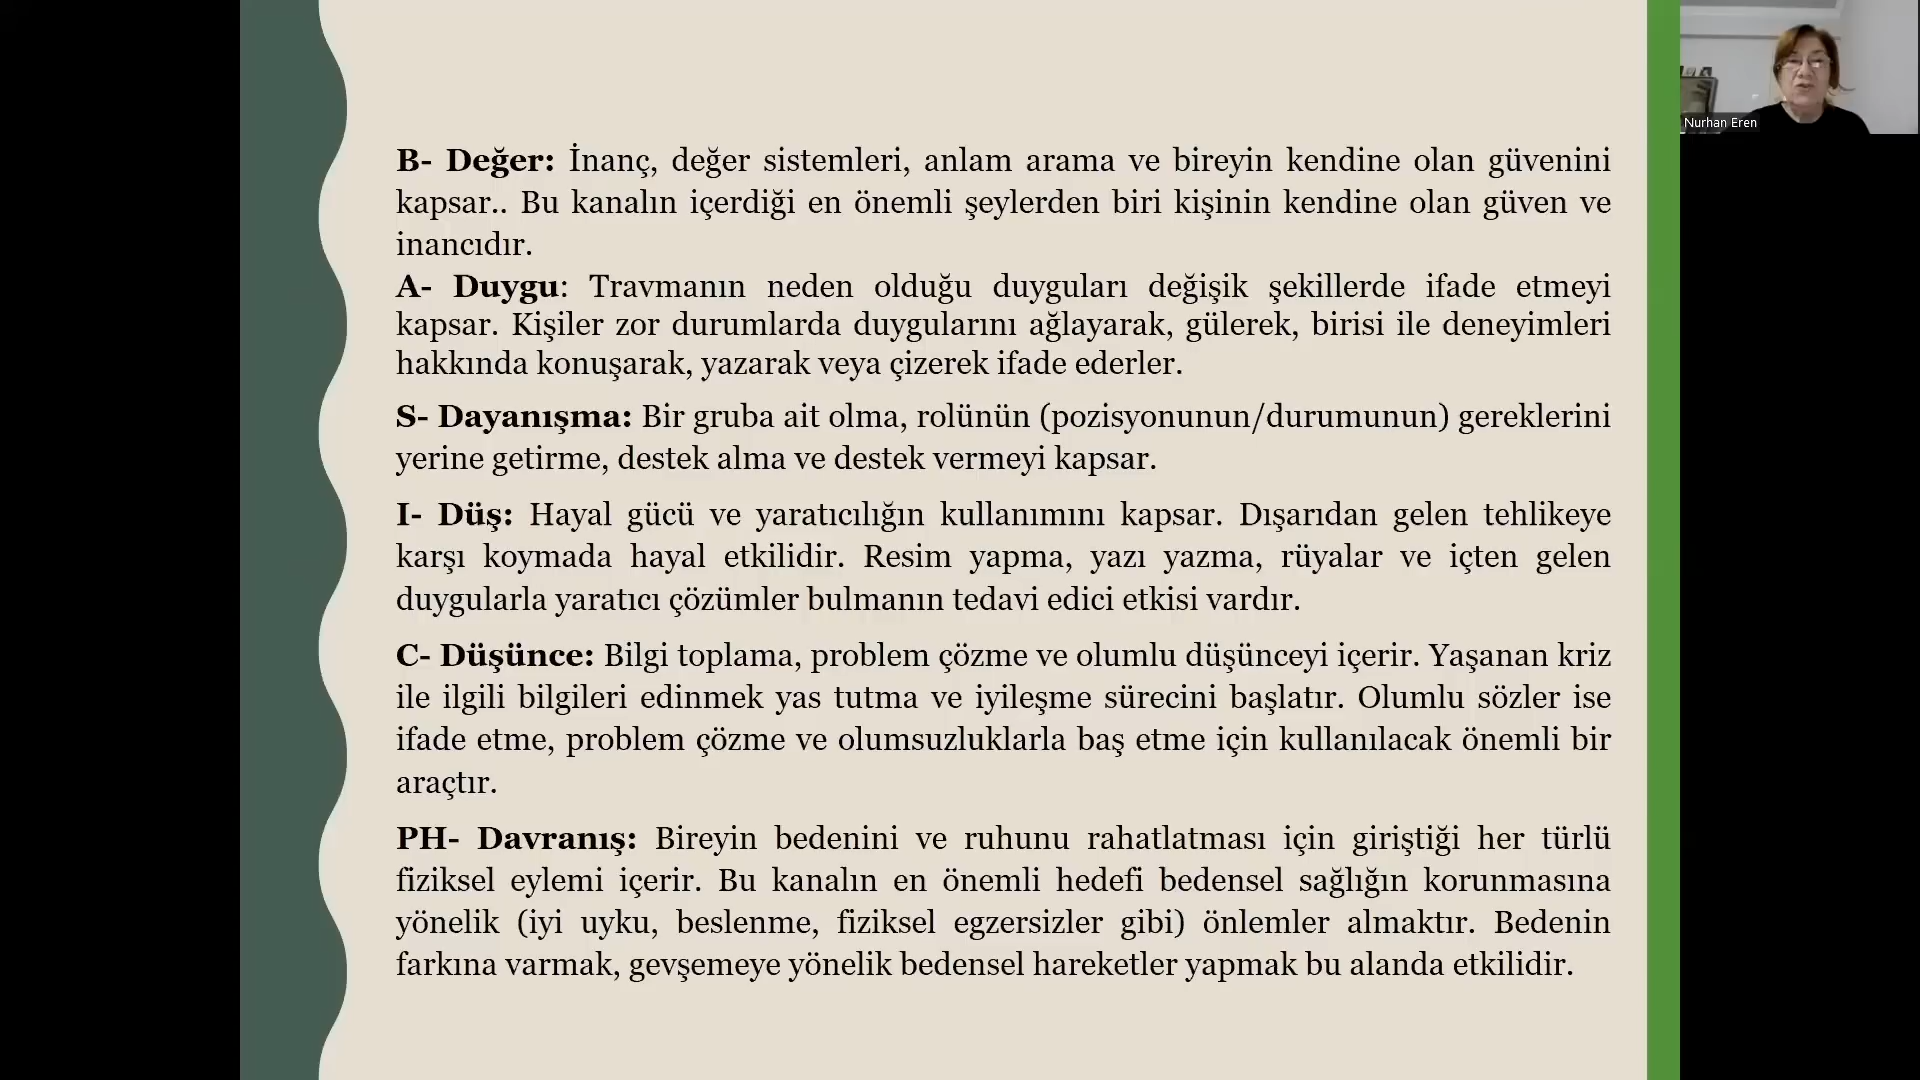 B- Değer: İnanç, değer sistemleri, anlam arama ve bireyin kendine olan güvenini
kapsar.. Bu kanalın içerdiği en önemli şeylerden biri kişinin kendine olan güven ve
inancıdır.
A- Duygu: Travmanın neden olduğu duyguları değişik şekillerde ifade etmeyi
kapsar. Kişiler zor durumlarda duygularını ağlayarak, gülerek, birisi ile deneyimleri
hakkında konuşarak, yazarak veya çizerek ifade ederler.
S- Dayanışma: Bir gruba ait olma, rolünün (pozisyonunun/durumunun) gereklerini
yerine getirme, destek alma ve destek vermeyi kapsar.
I- Düş: Hayal gücü ve yaratıcılığın kullanımını kapsar. Dışarıdan gelen tehlikeye
karşı koymada hayal etkilidir. Resim yapma, yazı yazma, rüyalar ve içten gelen
duygularla yaratıcı çözümler bulmanın tedavi edici etkisi vardır.
C- Düşünce: Bilgi toplama, problem çözme ve olumlu düşünceyi içerir. Yaşanan kriz
ile ilgili bilgileri edinmek yas tutma ve iyileşme sürecini başlatır. Olumlu sözler ise
ifade etme, problem çözme ve olumsuzluklarla baş etme için kullanılacak önemli bir
araçtır.
PH- Davranış: Bireyin bedenini ve ruhunu rahatlatması için giriştiği her türlü
fiziksel eylemi içerir. Bu kanalın en önemli hedefi bedensel sağlığın korunmasına
yönelik (iyi uyku, beslenme, fiziksel egzersizler gibi) önlemler almaktır. Bedenin
farkına varmak, gevşemeye yönelik bedensel hareketler yapmak bu alanda etkilidir.
Nurhan Eren